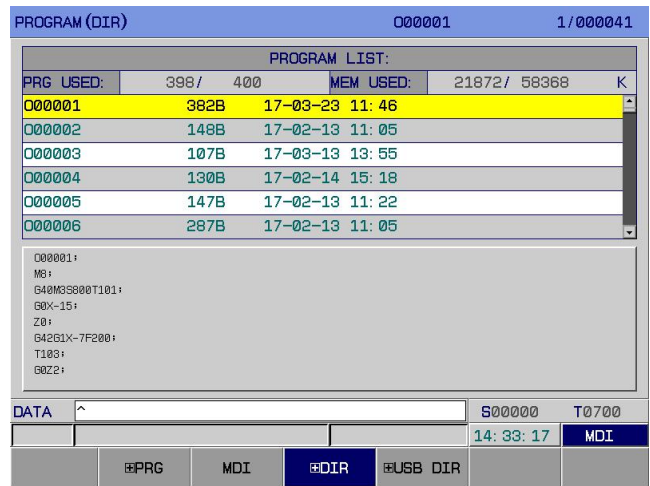 PROGRAM(DIR) O00001 1/000041
PROGRAM LIST:
PRG USED: 398/ 400 MEM USED: 21872/ 58368 K
O00001 382B 17-03-23 11:46
O00002 148B 17-02-13 11:05
O00003 107B 17-03-13 13:55
O00004 130B 17-02-14 15:18
O00005 147B 17-02-13 11:22
O00006 287B 17-02-13 11:05
O00001;
M8;
G40M3S800T101;
G0X-15;
Z0;
G42G1X-7F200;
T103;
G0Z2;
DATA ^ S00000 T0700
14:33:17 MDI
⊞PRG MDI ⊞DIR ⊞USB DIR